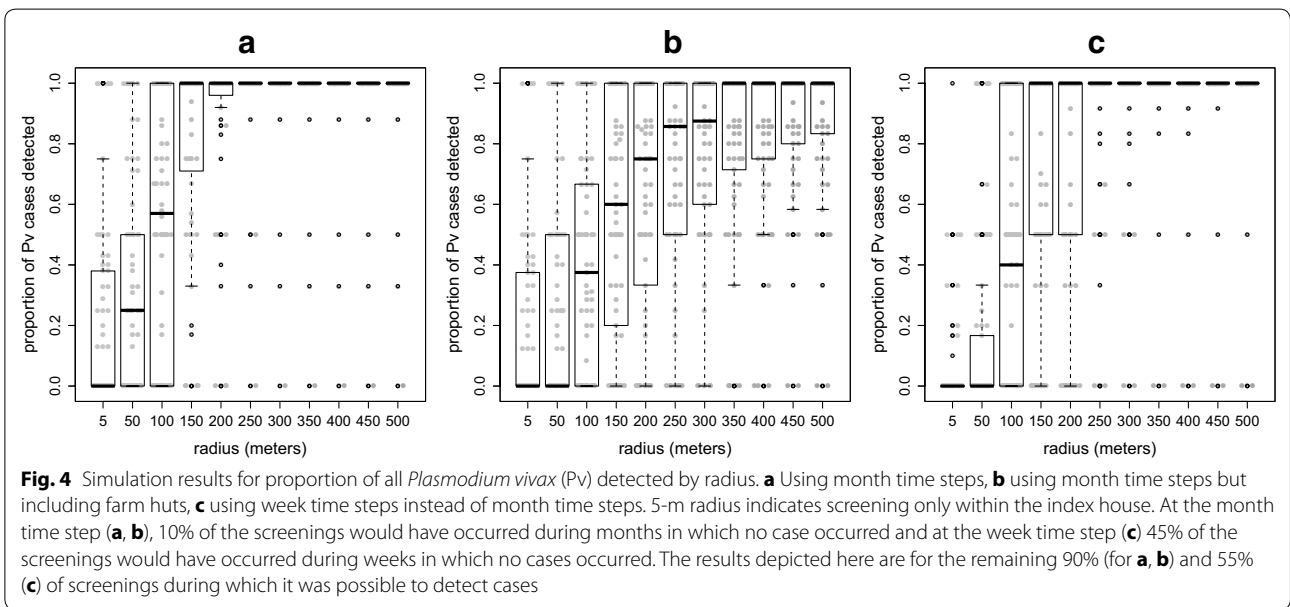 a
b
c
proportion of Pv cases detected
0.0 0.2 0.4 0.6 0.8 1.0
5 50 100 150 200 250 300 350 400 450 500
radius (meters)
proportion of Pv cases detected
0.0 0.2 0.4 0.6 0.8 1.0
5 50 100 150 200 250 300 350 400 450 500
radius (meters)
proportion of Pv cases detected
0.0 0.2 0.4 0.6 0.8 1.0
5 50 100 150 200 250 300 350 400 450 500
radius (meters)
Fig. 4 Simulation results for proportion of all Plasmodium vivax (Pv) detected by radius. a Using month time steps, b using month time steps but
including farm huts, c using week time steps instead of month time steps. 5-m radius indicates screening only within the index house. At the month
time step (a, b), 10% of the screenings would have occurred during months in which no case occurred and at the week time step (c) 45% of the
screenings would have occurred during weeks in which no cases occurred. The results depicted here are for the remaining 90% (for a, b) and 55%
(c) of screenings during which it was possible to detect cases